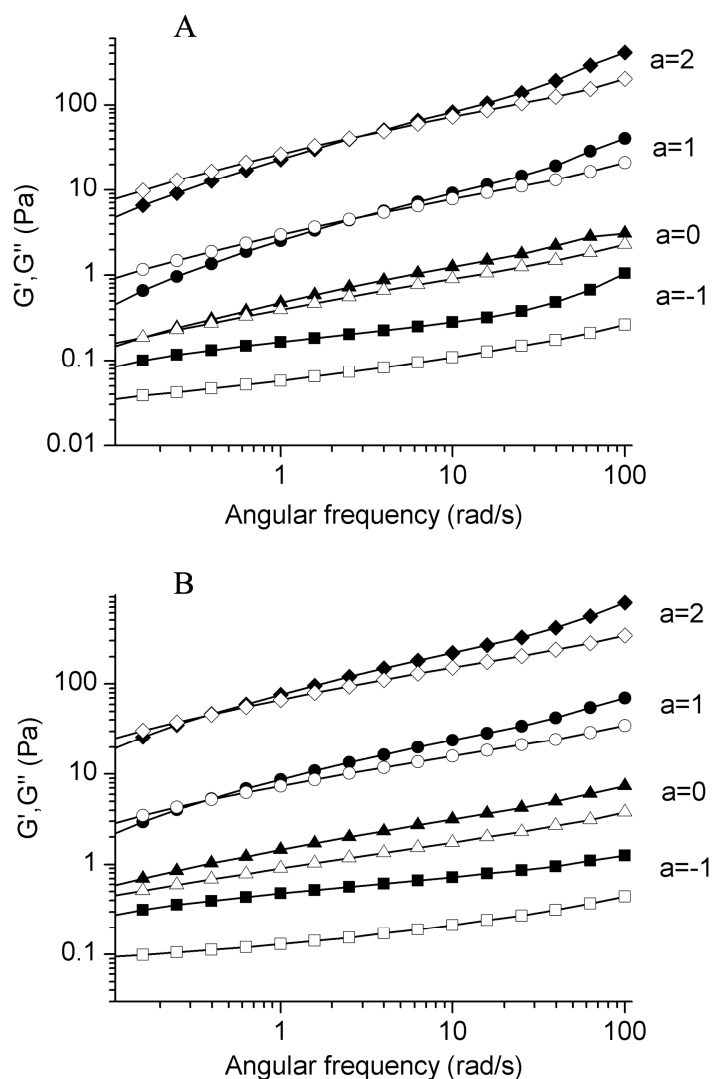 A
G',G'' (Pa)
100
10
1
0.1
0.01
a=2
a=1
a=0
a=-1
1
10
100
Angular frequency (rad/s)
B
G',G'' (Pa)
100
10
1
0.1
a=2
a=1
a=0
a=-1
1
10
100
Angular frequency (rad/s)